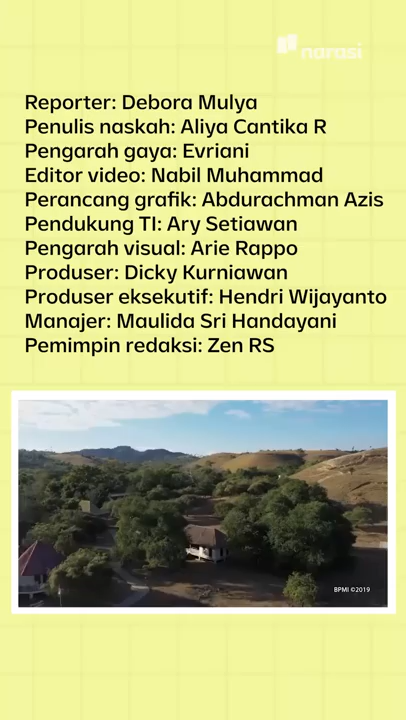 narasi
Reporter: Debora Mulya
Penulis naskah: Aliya Cantika R
Pengarah gaya: Evriani
Editor video: Nabil Muhammad
Perancang grafik: Abdurachman Azis
Pendukung TI: Ary Setiawan
Pengarah visual: Arie Rappo
Produser: Dicky Kurniawan
Produser eksekutif: Hendri Wijayanto
Manajer: Maulida Sri Handayani
Pemimpin redaksi: Zen RS
BPMI ©2019